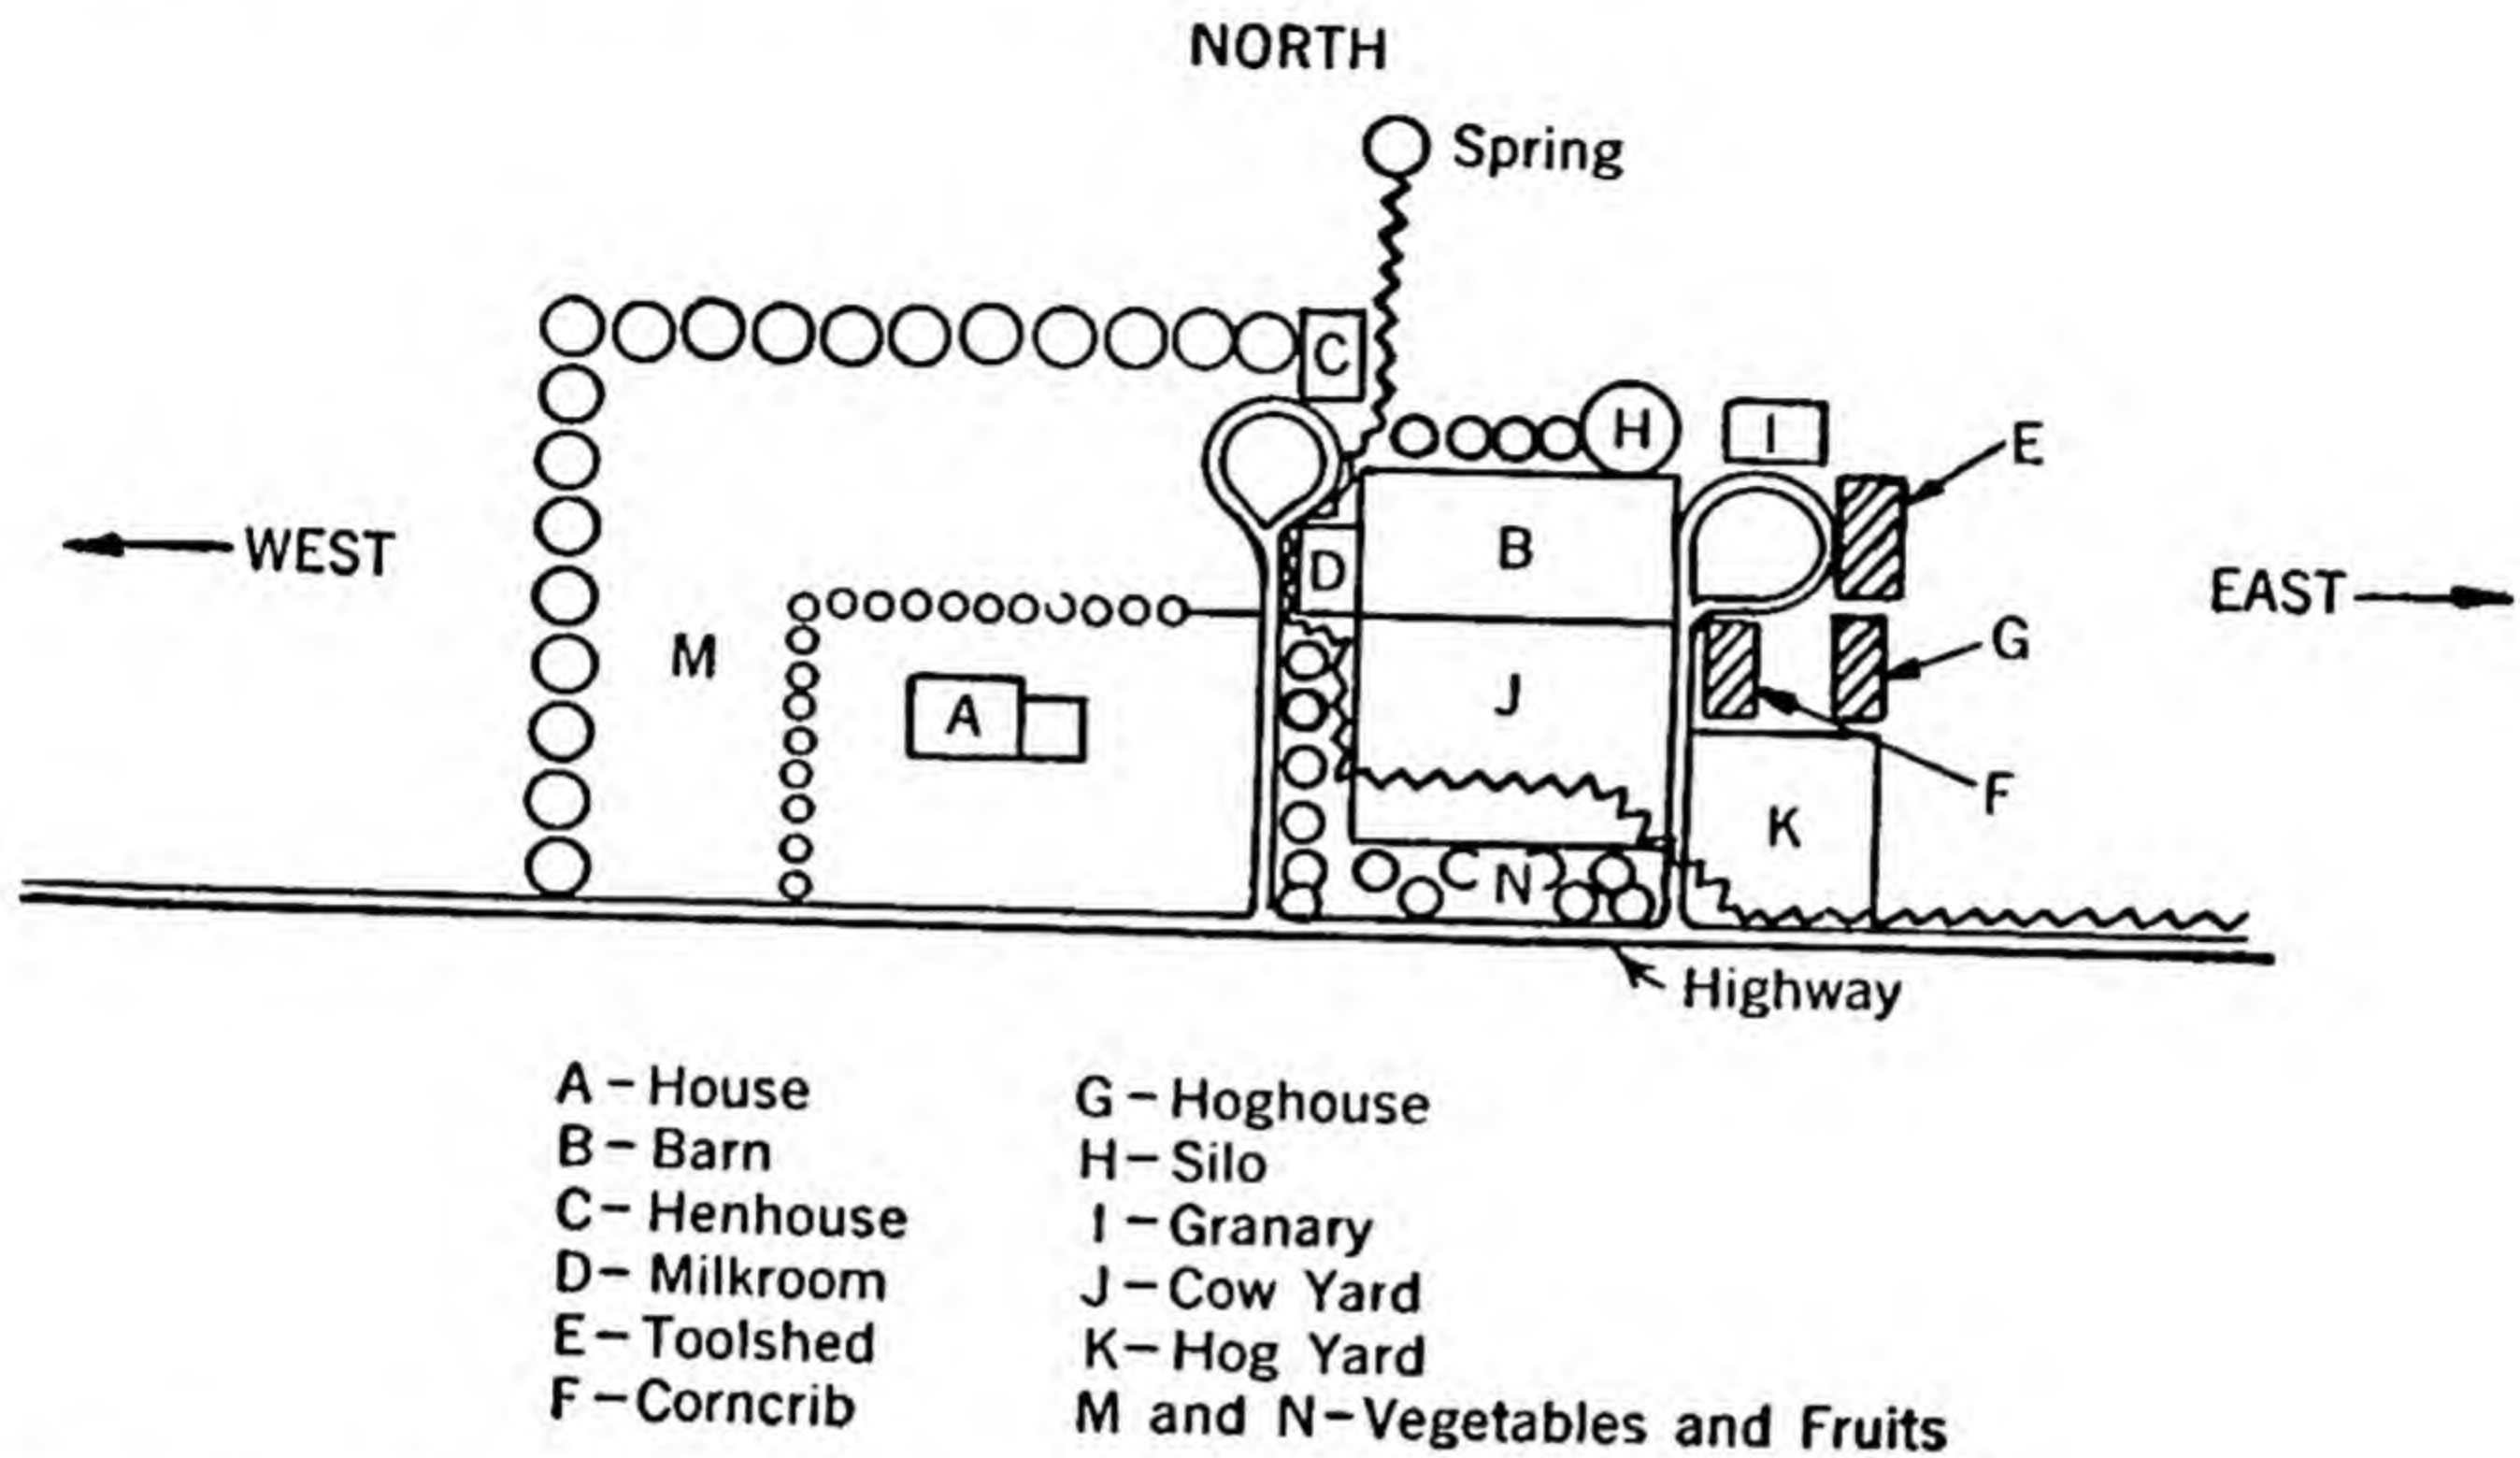 NORTH
Spring
C
H
I
E
WEST
B
D
EAST
M
G
A
J
F
K
N
Highway
A – House
B – Barn
C – Henhouse
D – Milkroom
E – Toolshed
F – Corncrib
G – Hoghouse
H – Silo
I – Granary
J – Cow Yard
K – Hog Yard
M and N – Vegetables and Fruits